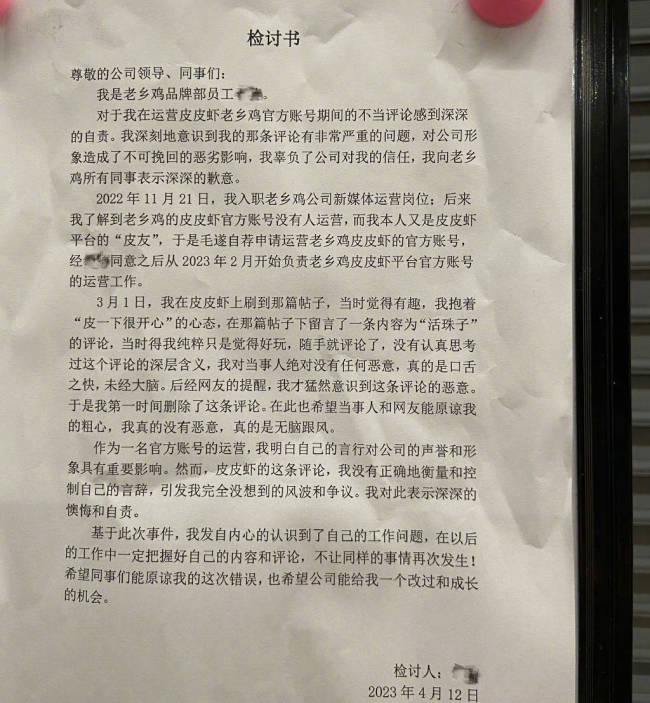 检讨书
尊敬的公司领导、同事们：
我是老乡鸡品牌部员工。
对于我在运营皮皮虾老乡鸡官方账号期间的不当评论感到深深
的自责。我深刻地意识到我的那条评论有非常严重的问题，对公司形
象造成了不可挽回的恶劣影响，我辜负了公司对我的信任，我向老乡
鸡所有同事表示深深的歉意。
2022年11月21日，我入职老乡鸡公司新媒体运营岗位；后来
我了解到老乡鸡的皮皮虾官方账号没有人运营，而我本人又是皮皮虾
平台的“皮友”，于是毛遂自荐申请运营老乡鸡皮皮虾的官方账号，
经同意之后从2023年2月开始负责老乡鸡皮皮虾平台官方账号
的运营工作。
3月1日，我在皮皮虾上刷到那篇帖子，当时觉得有趣，我抱着
“皮一下很开心”的心态，在那篇帖子下留言了一条内容为“活珠子”
的评论，当时得我纯粹只是觉得好玩，随手就评论了，没有认真思考
过这个评论的深层含义，我对当事人绝对没有任何恶意，真的是口舌
之快，未经大脑。后经网友的提醒，我才猛然意识到这条评论的恶意。
于是我第一时间删除了这条评论。在此也希望当事人和网友能原谅我
的粗心，我真的没有恶意，真的是无脑跟风。
作为一名官方账号的运营，我明白自己的言行对公司的声誉和形
象具有重要影响。然而，皮皮虾的这条评论，我没有正确地衡量和控
制自己的言辞，引发我完全没想到的风波和争议。我对此表示深深的
懊悔和自责。
基于此次事件，我发自内心的认识到了自己的工作问题，在以后
的工作中一定把握好自己的内容和评论，不让同样的事情再次发生！
希望同事们能原谅我的这次错误，也希望公司能给我一个改过和成长
的机会。
检讨人：
2023年4月12日